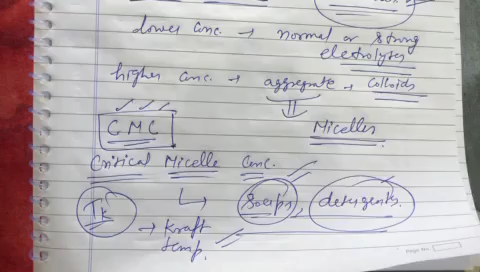 lower conc. → normal or strong
eletrolytes
higher conc. → aggregate → colloids
CMC
Micelles
Critical Micelle Conc.
Tk → Kraft temp.
Soaps, detergents.